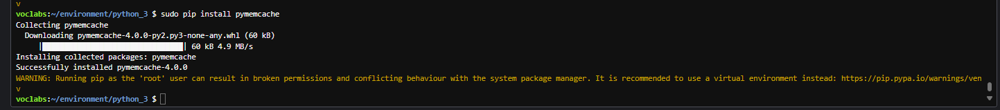 v
voclabs:~/environment/python_3 $ sudo pip install pymemcache
Collecting pymemcache
  Downloading pymemcache-4.0.0-py2.py3-none-any.whl (60 kB)
     |████████████████████████████████| 60 kB 4.9 MB/s
Installing collected packages: pymemcache
Successfully installed pymemcache-4.0.0
WARNING: Running pip as the 'root' user can result in broken permissions and conflicting behaviour with the system package manager. It is recommended to use a virtual environment instead: https://pip.pypa.io/warnings/ven
v
voclabs:~/environment/python_3 $